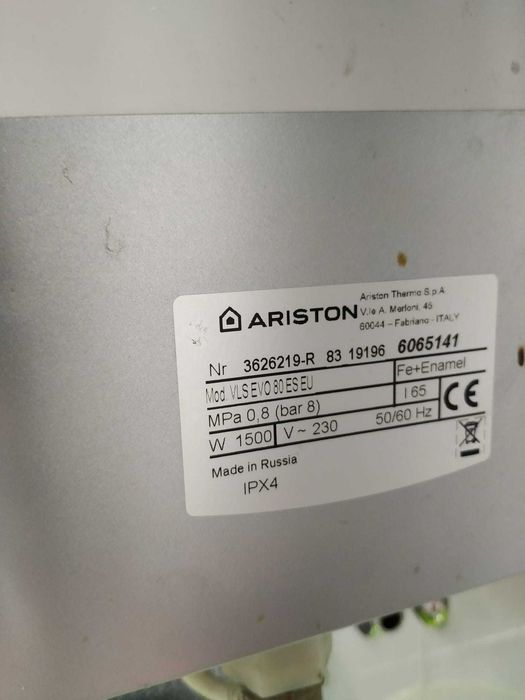 ARISTON
Ariston Thermo S.p.A.
V.le A. Merloni, 45
60044 - Fabriano - ITALY
Nr 3626219-R 83 19196 6065141
Mod. VLS EVO 80 ES EU Fe+Enamel
MPa 0,8 (bar 8) l 65 CE
W 1500 V~ 230 50/60 Hz
Made in Russia
IPX4